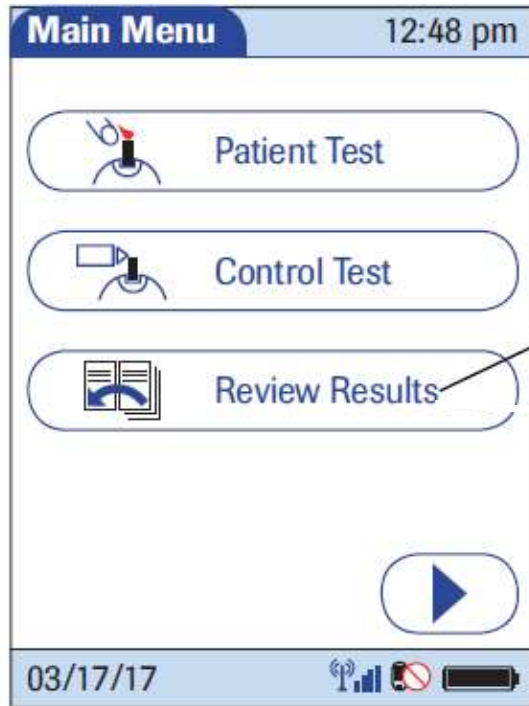 Main Menu
12:48 pm
Patient Test
Control Test
Review Results
03/17/17